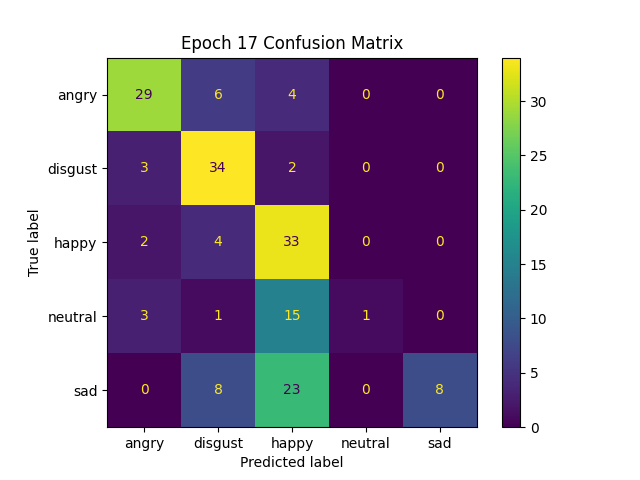 Epoch 17 Confusion Matrix
True label
angry 29 6 4 0 0
disgust 3 34 2 0 0
happy 2 4 33 0 0
neutral 3 1 15 1 0
sad 0 8 23 0 8
angry disgust happy neutral sad
Predicted label
30
25
20
15
10
5
0